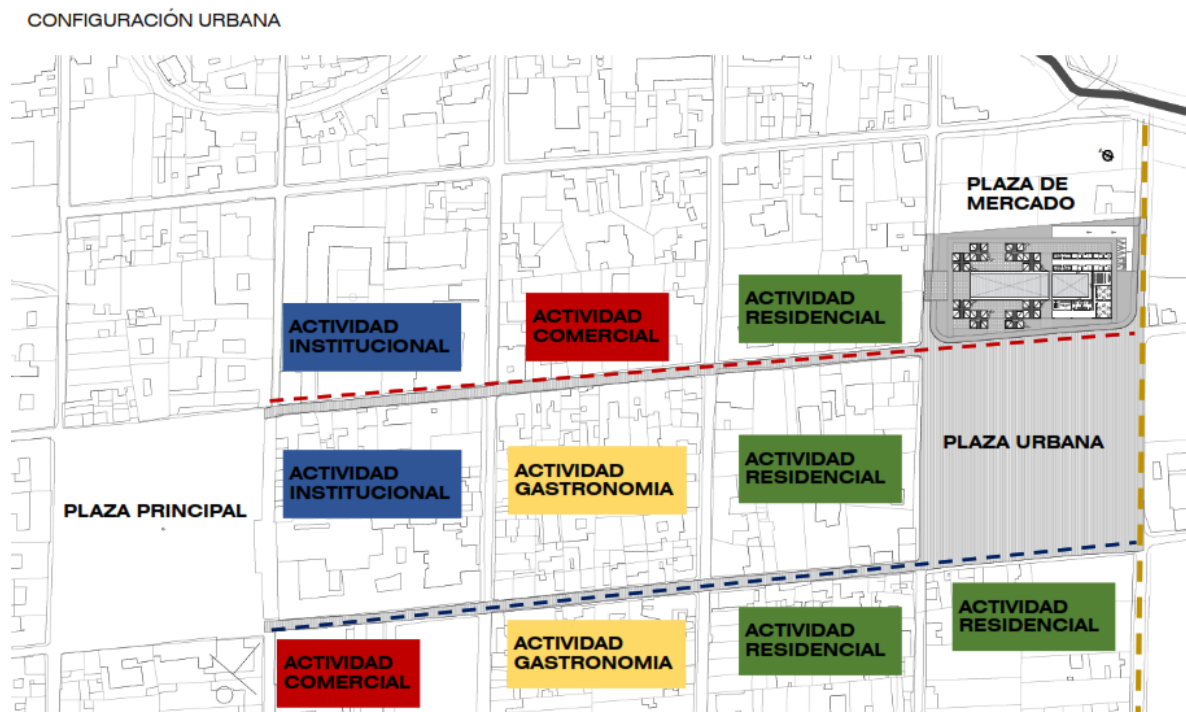 CONFIGURACIÓN URBANA
PLAZA DE
MERCADO
ACTIVIDAD
INSTITUCIONAL
ACTIVIDAD
COMERCIAL
ACTIVIDAD
RESIDENCIAL
PLAZA PRINCIPAL
ACTIVIDAD
INSTITUCIONAL
ACTIVIDAD
GASTRONOMIA
ACTIVIDAD
RESIDENCIAL
PLAZA URBANA
ACTIVIDAD
COMERCIAL
ACTIVIDAD
GASTRONOMIA
ACTIVIDAD
RESIDENCIAL
ACTIVIDAD
RESIDENCIAL